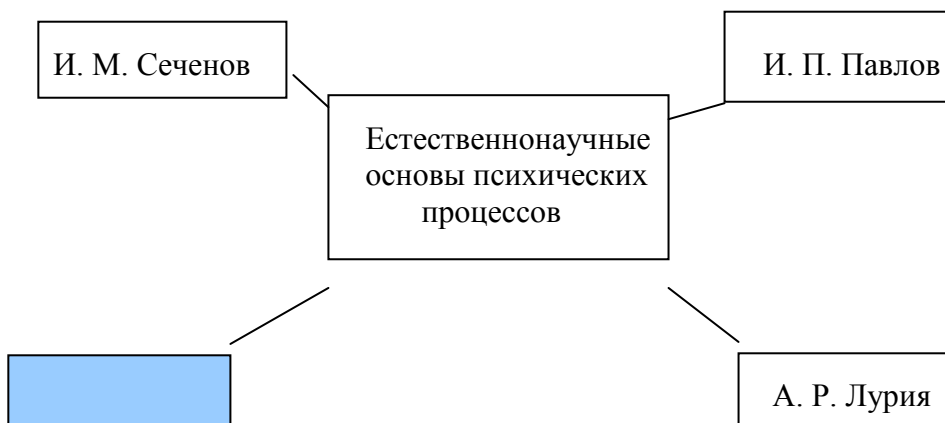 И. М. Сеченов
И. П. Павлов
Естественнонаучные
основы психических
процессов
А. Р. Лурия